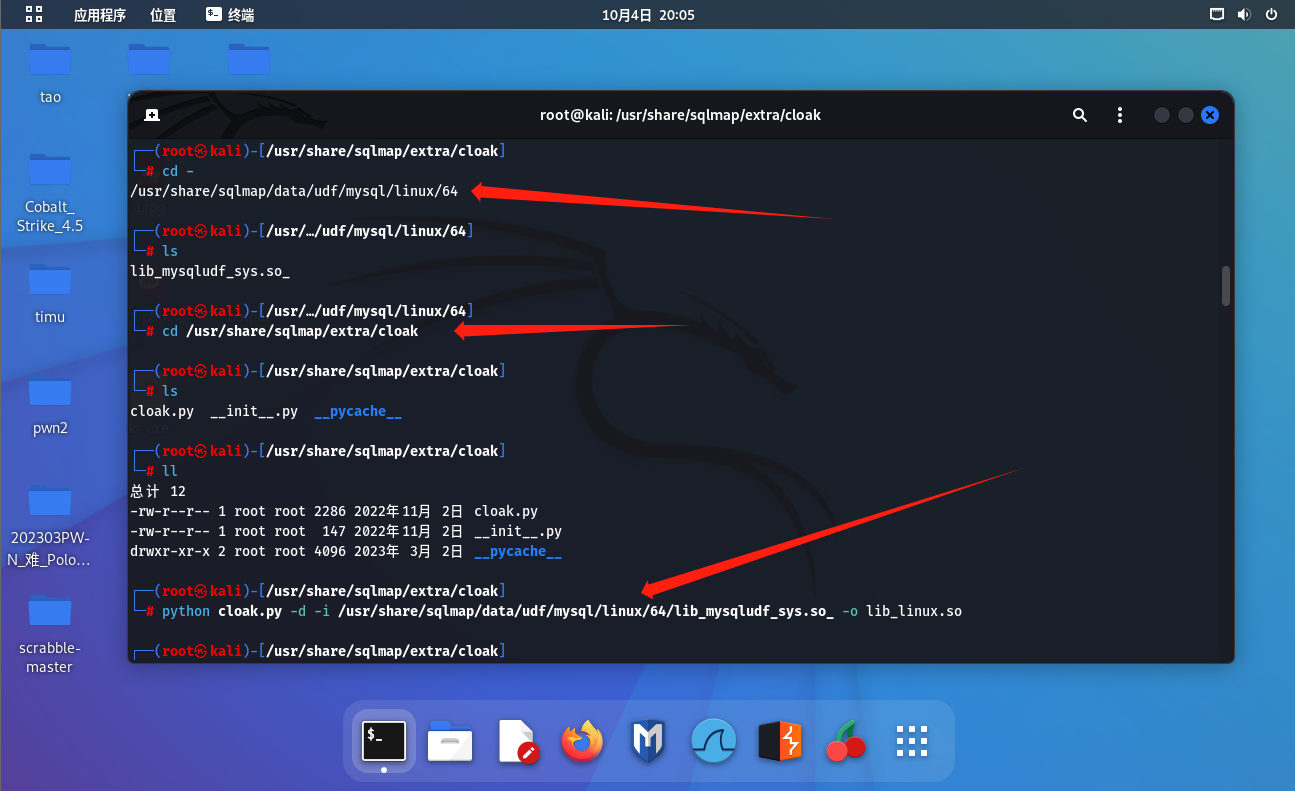 应用程序 位置 终端 10月4日 20:05
tao
Cobalt_
Strike_4.5
timu
pwn2
202303PW-
N_难_Polo...
scrabble-
master
root@kali: /usr/share/sqlmap/extra/cloak
┌──(root㉿kali)-[/usr/share/sqlmap/extra/cloak]
└─# cd -
/usr/share/sqlmap/data/udf/mysql/linux/64
┌──(root㉿kali)-[/usr/…/udf/mysql/linux/64]
└─# ls
lib_mysqludf_sys.so_
┌──(root㉿kali)-[/usr/…/udf/mysql/linux/64]
└─# cd /usr/share/sqlmap/extra/cloak
┌──(root㉿kali)-[/usr/share/sqlmap/extra/cloak]
└─# ls
cloak.py __init__.py __pycache__
┌──(root㉿kali)-[/usr/share/sqlmap/extra/cloak]
└─# ll
总计 12
-rw-r--r-- 1 root root 2286 2022年11月 2日 cloak.py
-rw-r--r-- 1 root root 147 2022年11月 2日 __init__.py
drwxr-xr-x 2 root root 4096 2023年 3月 2日 __pycache__
┌──(root㉿kali)-[/usr/share/sqlmap/extra/cloak]
└─# python cloak.py -d -i /usr/share/sqlmap/data/udf/mysql/linux/64/lib_mysqludf_sys.so_ -o lib_linux.so
┌──(root㉿kali)-[/usr/share/sqlmap/extra/cloak]
$_